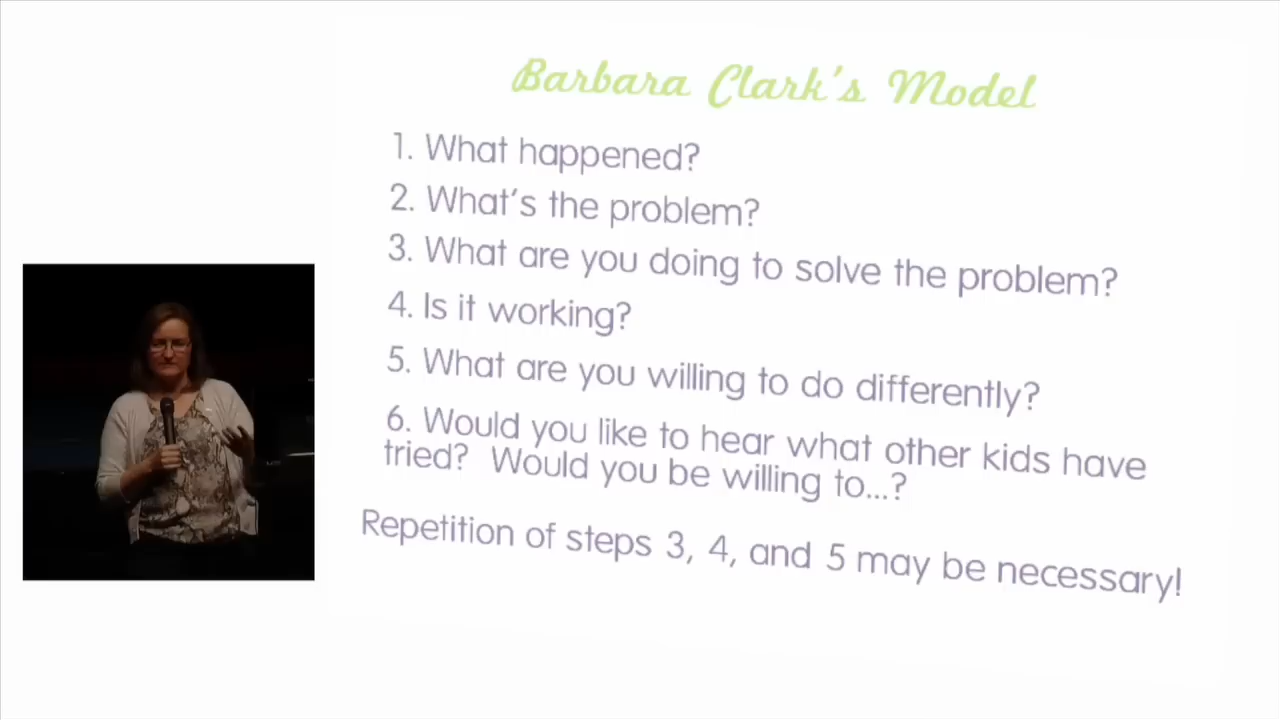 Barbara Clark's Model
1. What happened?
2. What's the problem?
3. What are you doing to solve the problem?
4. Is it working?
5. What are you willing to do differently?
6. Would you like to hear what other kids have
tried?  Would you be willing to...?
Repetition of steps 3, 4, and 5 may be necessary!